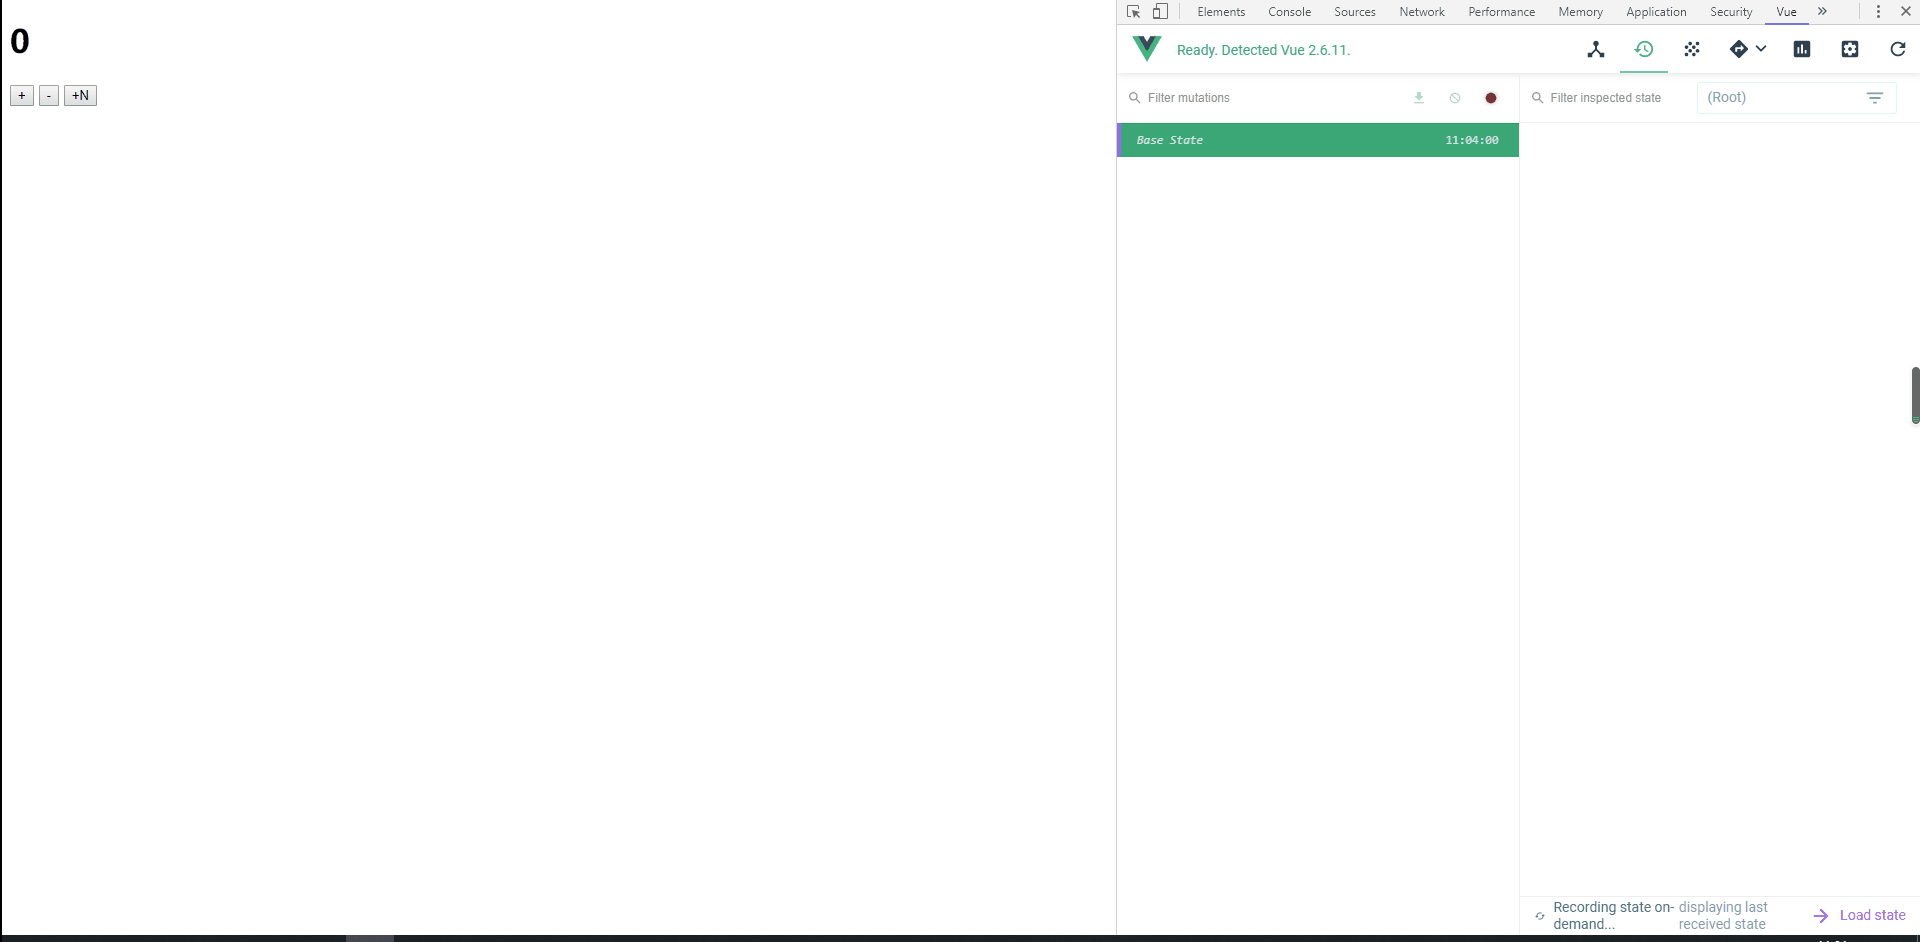 0
+ - +N
Elements Console Sources Network Performance Memory Application Security Vue »
Ready. Detected Vue 2.6.11.
Filter mutations
Filter inspected state
(Root)
Base State 11:04:00
Recording state on-
demand...
displaying last
received state
Load state